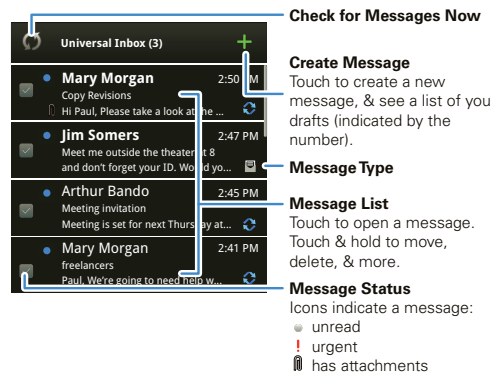 Check for Messages Now
Universal Inbox (3)
Mary Morgan 2:50 PM
Copy Revisions
Hi Paul, Please take a look at the ...
Jim Somers 2:47 PM
Meet me outside the theater at 8
and don't forget your ID. Would yo...
Arthur Bando 2:45 PM
Meeting invitation
Meeting is set for next Thursday at...
Mary Morgan 2:41 PM
freelancers
Paul, We're going to need help w...
Create Message
Touch to create a new
message, & see a list of you
drafts (indicated by the
number).
Message Type
Message List
Touch to open a message.
Touch & hold to move,
delete, & more.
Message Status
Icons indicate a message:
unread
! urgent
has attachments